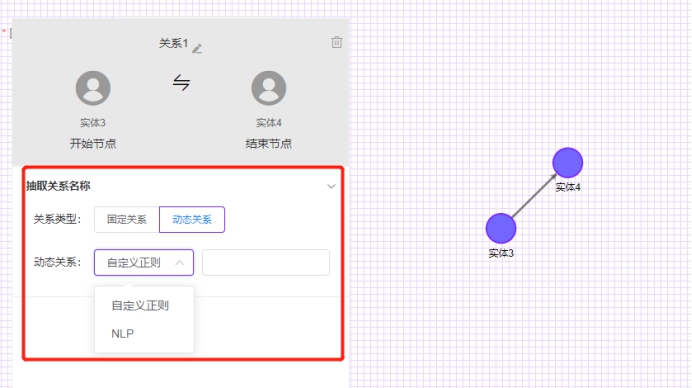 关系1
实体3
实体4
开始节点
结束节点
抽取关系名称
关系类型：
固定关系
动态关系
动态关系：
自定义正则
自定义正则
NLP
实体4
实体3